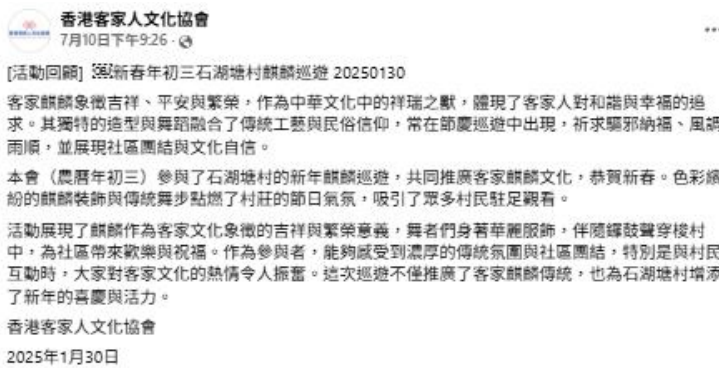 香港客家人文化協會
7月10日下午9:26 ·
[活動回顧] 新春年初三石湖塘村麒麟巡遊 20250130
客家麒麟象徵吉祥、平安與繁榮，作為中華文化中的祥瑞之獸，體現了客家人對和諧與幸福的追
求。其獨特的造型與舞蹈融合了傳統工藝與民俗信仰，常在節慶巡遊中出現，祈求驅邪納福、風調
雨順，並展現社區團結與文化自信。
本會（農曆年初三）參與了石湖塘村的新年麒麟巡遊，共同推廣客家麒麟文化，恭賀新春。色彩繽
紛的麒麟裝飾與傳統舞步點燃了村莊的節日氣氛，吸引了眾多村民駐足觀看。
活動展現了麒麟作為客家文化象徵的吉祥與繁榮意義，舞者們身著華麗服飾，伴隨鑼鼓聲穿梭村
中，為社區帶來歡樂與祝福。作為參與者，能夠感受到濃厚的傳統氛圍與社區團結，特別是與村民
互動時，大家對客家文化的熱情令人振奮。這次巡遊不僅推廣了客家麒麟傳統，也為石湖塘村增添
了新年的喜慶與活力。
香港客家人文化協會
2025年1月30日